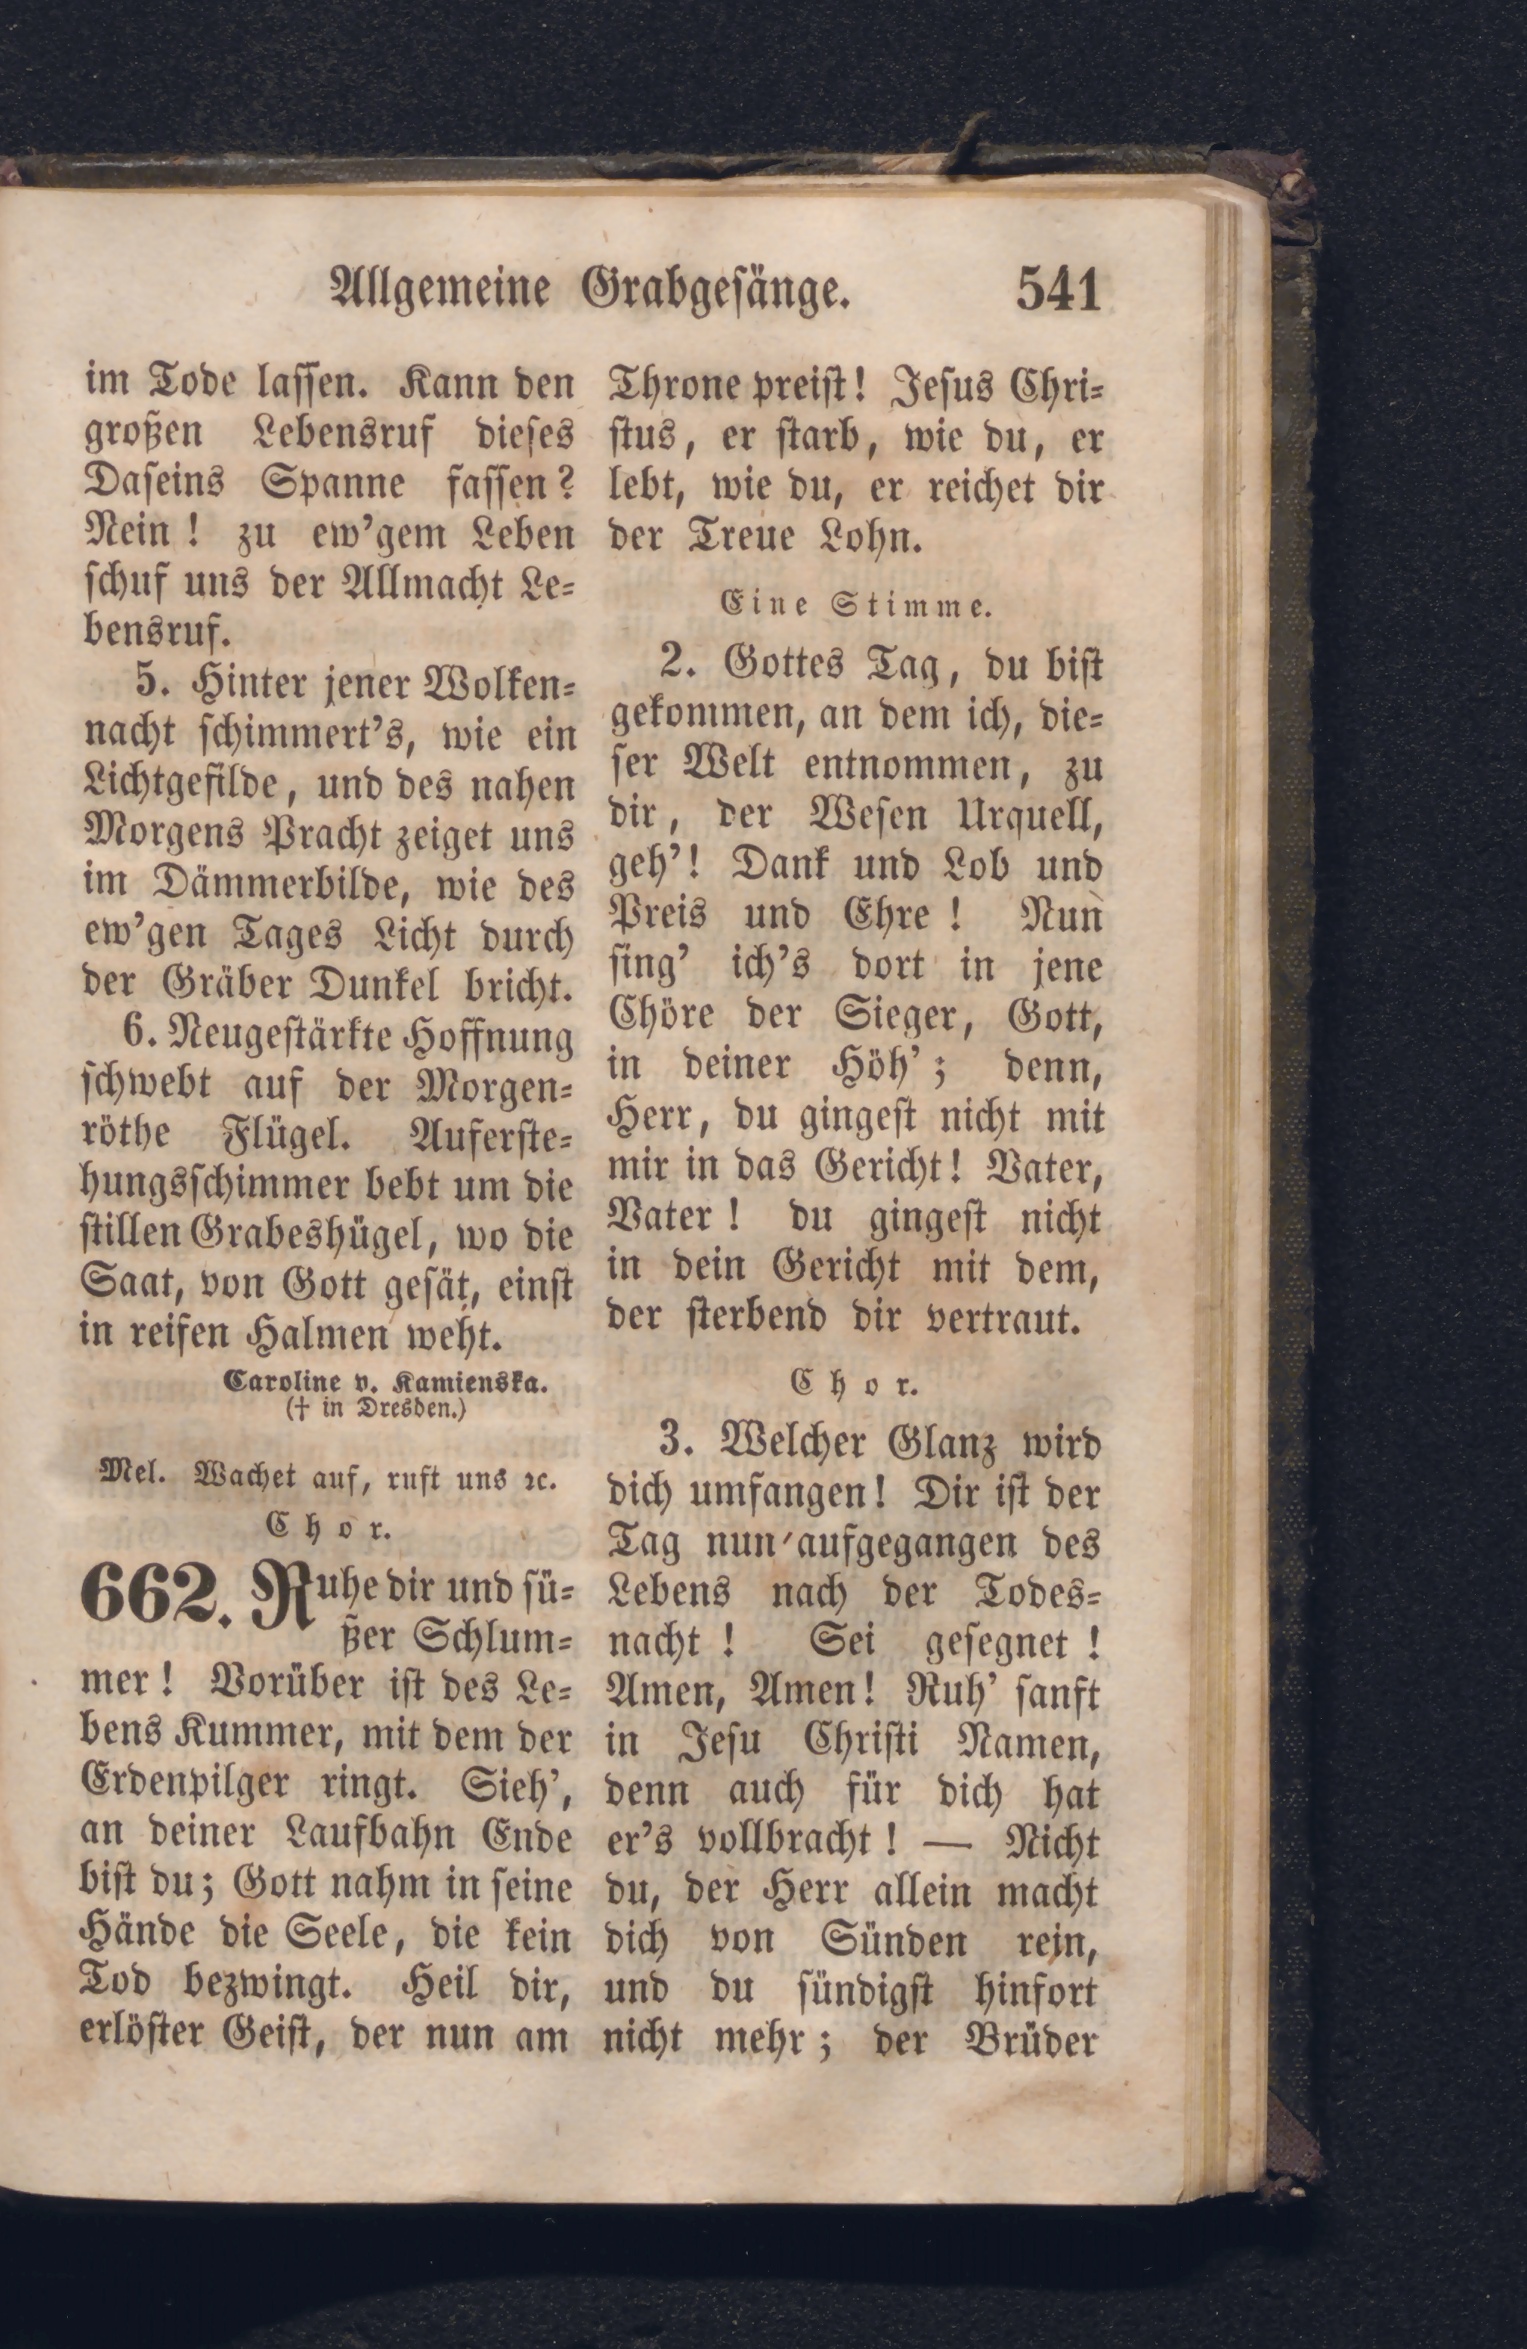 Allgemeine Grabgesänge. 541
im Tode lassen. Kann den
großen Lebensruf dieses
Daseins Spanne fassen?
Nein! zu ew'gem Leben
schuf uns der Allmacht Le-
bensruf.
5. Hinter jener Wolken-
nacht schimmert's, wie ein
Lichtgefilde, und des nahen
Morgens Pracht zeiget uns
im Dämmerbilde, wie des
ew'gen Tages Licht durch
der Gräber Dunkel bricht.
6. Neugestärkte Hoffnung
schwebt auf der Morgen-
röthe Flügel. Auferste-
hungsschimmer bebt um die
stillen Grabeshügel, wo die
Saat, von Gott gesät, einst
in reifen Halmen weht.
Caroline v. Kamienska.
(† in Dresden.)
Mel. Wachet auf, ruft uns ꝛc.
Chor.
662. Ruhe dir und sü-
ßer Schlum-
mer! Vorüber ist des Le-
bens Kummer, mit dem der
Erdenpilger ringt. Sieh',
an deiner Laufbahn Ende
bist du; Gott nahm in seine
Hände die Seele, die kein
Tod bezwingt. Heil dir,
erlöster Geist, der nun am
Throne preist! Jesus Chri-
stus, er starb, wie du, er
lebt, wie du, er reichet dir
der Treue Lohn.
Eine Stimme.
2. Gottes Tag, du bist
gekommen, an dem ich, die-
ser Welt entnommen, zu
dir, der Wesen Urquell,
geh'! Dank und Lob und
Preis und Ehre! Nun
sing' ich's dort in jene
Chöre der Sieger, Gott,
in deiner Höh'; denn,
Herr, du gingest nicht mit
mir in das Gericht! Vater,
Vater! du gingest nicht
in dein Gericht mit dem,
der sterbend dir vertraut.
Chor.
3. Welcher Glanz wird
dich umfangen! Dir ist der
Tag nun aufgegangen des
Lebens nach der Todes-
nacht! Sei gesegnet!
Amen, Amen! Ruh' sanft
in Jesu Christi Namen,
denn auch für dich hat
er's vollbracht! — Nicht
du, der Herr allein macht
dich von Sünden rein,
und du sündigst hinfort
nicht mehr; der Brüder